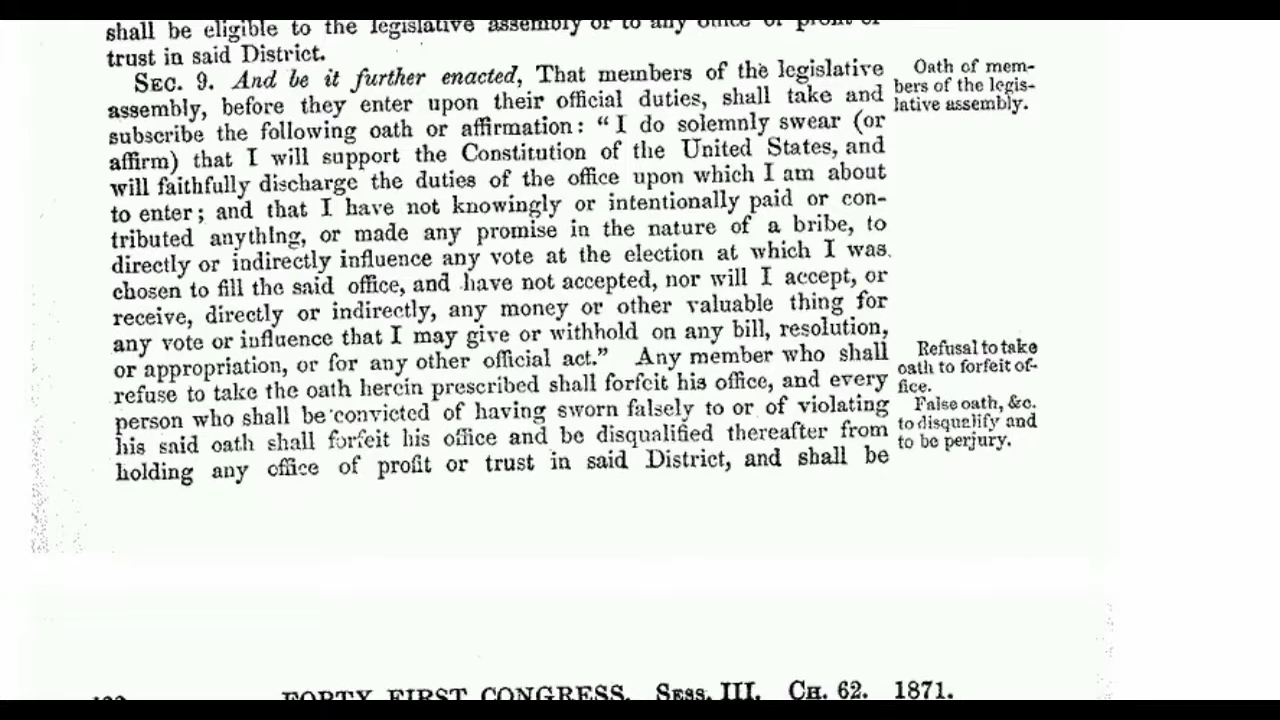 shall be eligible to the legislative assembly or to any office of profit or
trust in said District.
SEC. 9. And be it further enacted, That members of the legislative
assembly, before they enter upon their official duties, shall take and
subscribe the following oath or affirmation: “I do solemnly swear (or
affirm) that I will support the Constitution of the United States, and
will faithfully discharge the duties of the office upon which I am about
to enter; and that I have not knowingly or intentionally paid or con-
tributed anything, or made any promise in the nature of a bribe, to
directly or indirectly influence any vote at the election at which I was
chosen to fill the said office, and have not accepted, nor will I accept, or
receive, directly or indirectly, any money or other valuable thing for
any vote or influence that I may give or withhold on any bill, resolution,
or appropriation, or for any other official act.” Any member who shall
refuse to take the oath herein prescribed shall forfeit his office, and every
person who shall be convicted of having sworn falsely to or of violating
his said oath shall forfeit his office and be disqualified thereafter from
holding any office of profit or trust in said District, and shall be
Oath of mem-
bers of the legis-
lative assembly.
Refusal to take
oath to forfeit of-
fice.
False oath, &c.
to disqualify and
to be perjury.
FORTY FIRST CONGRESS. SESS. III. CH. 62. 1871.